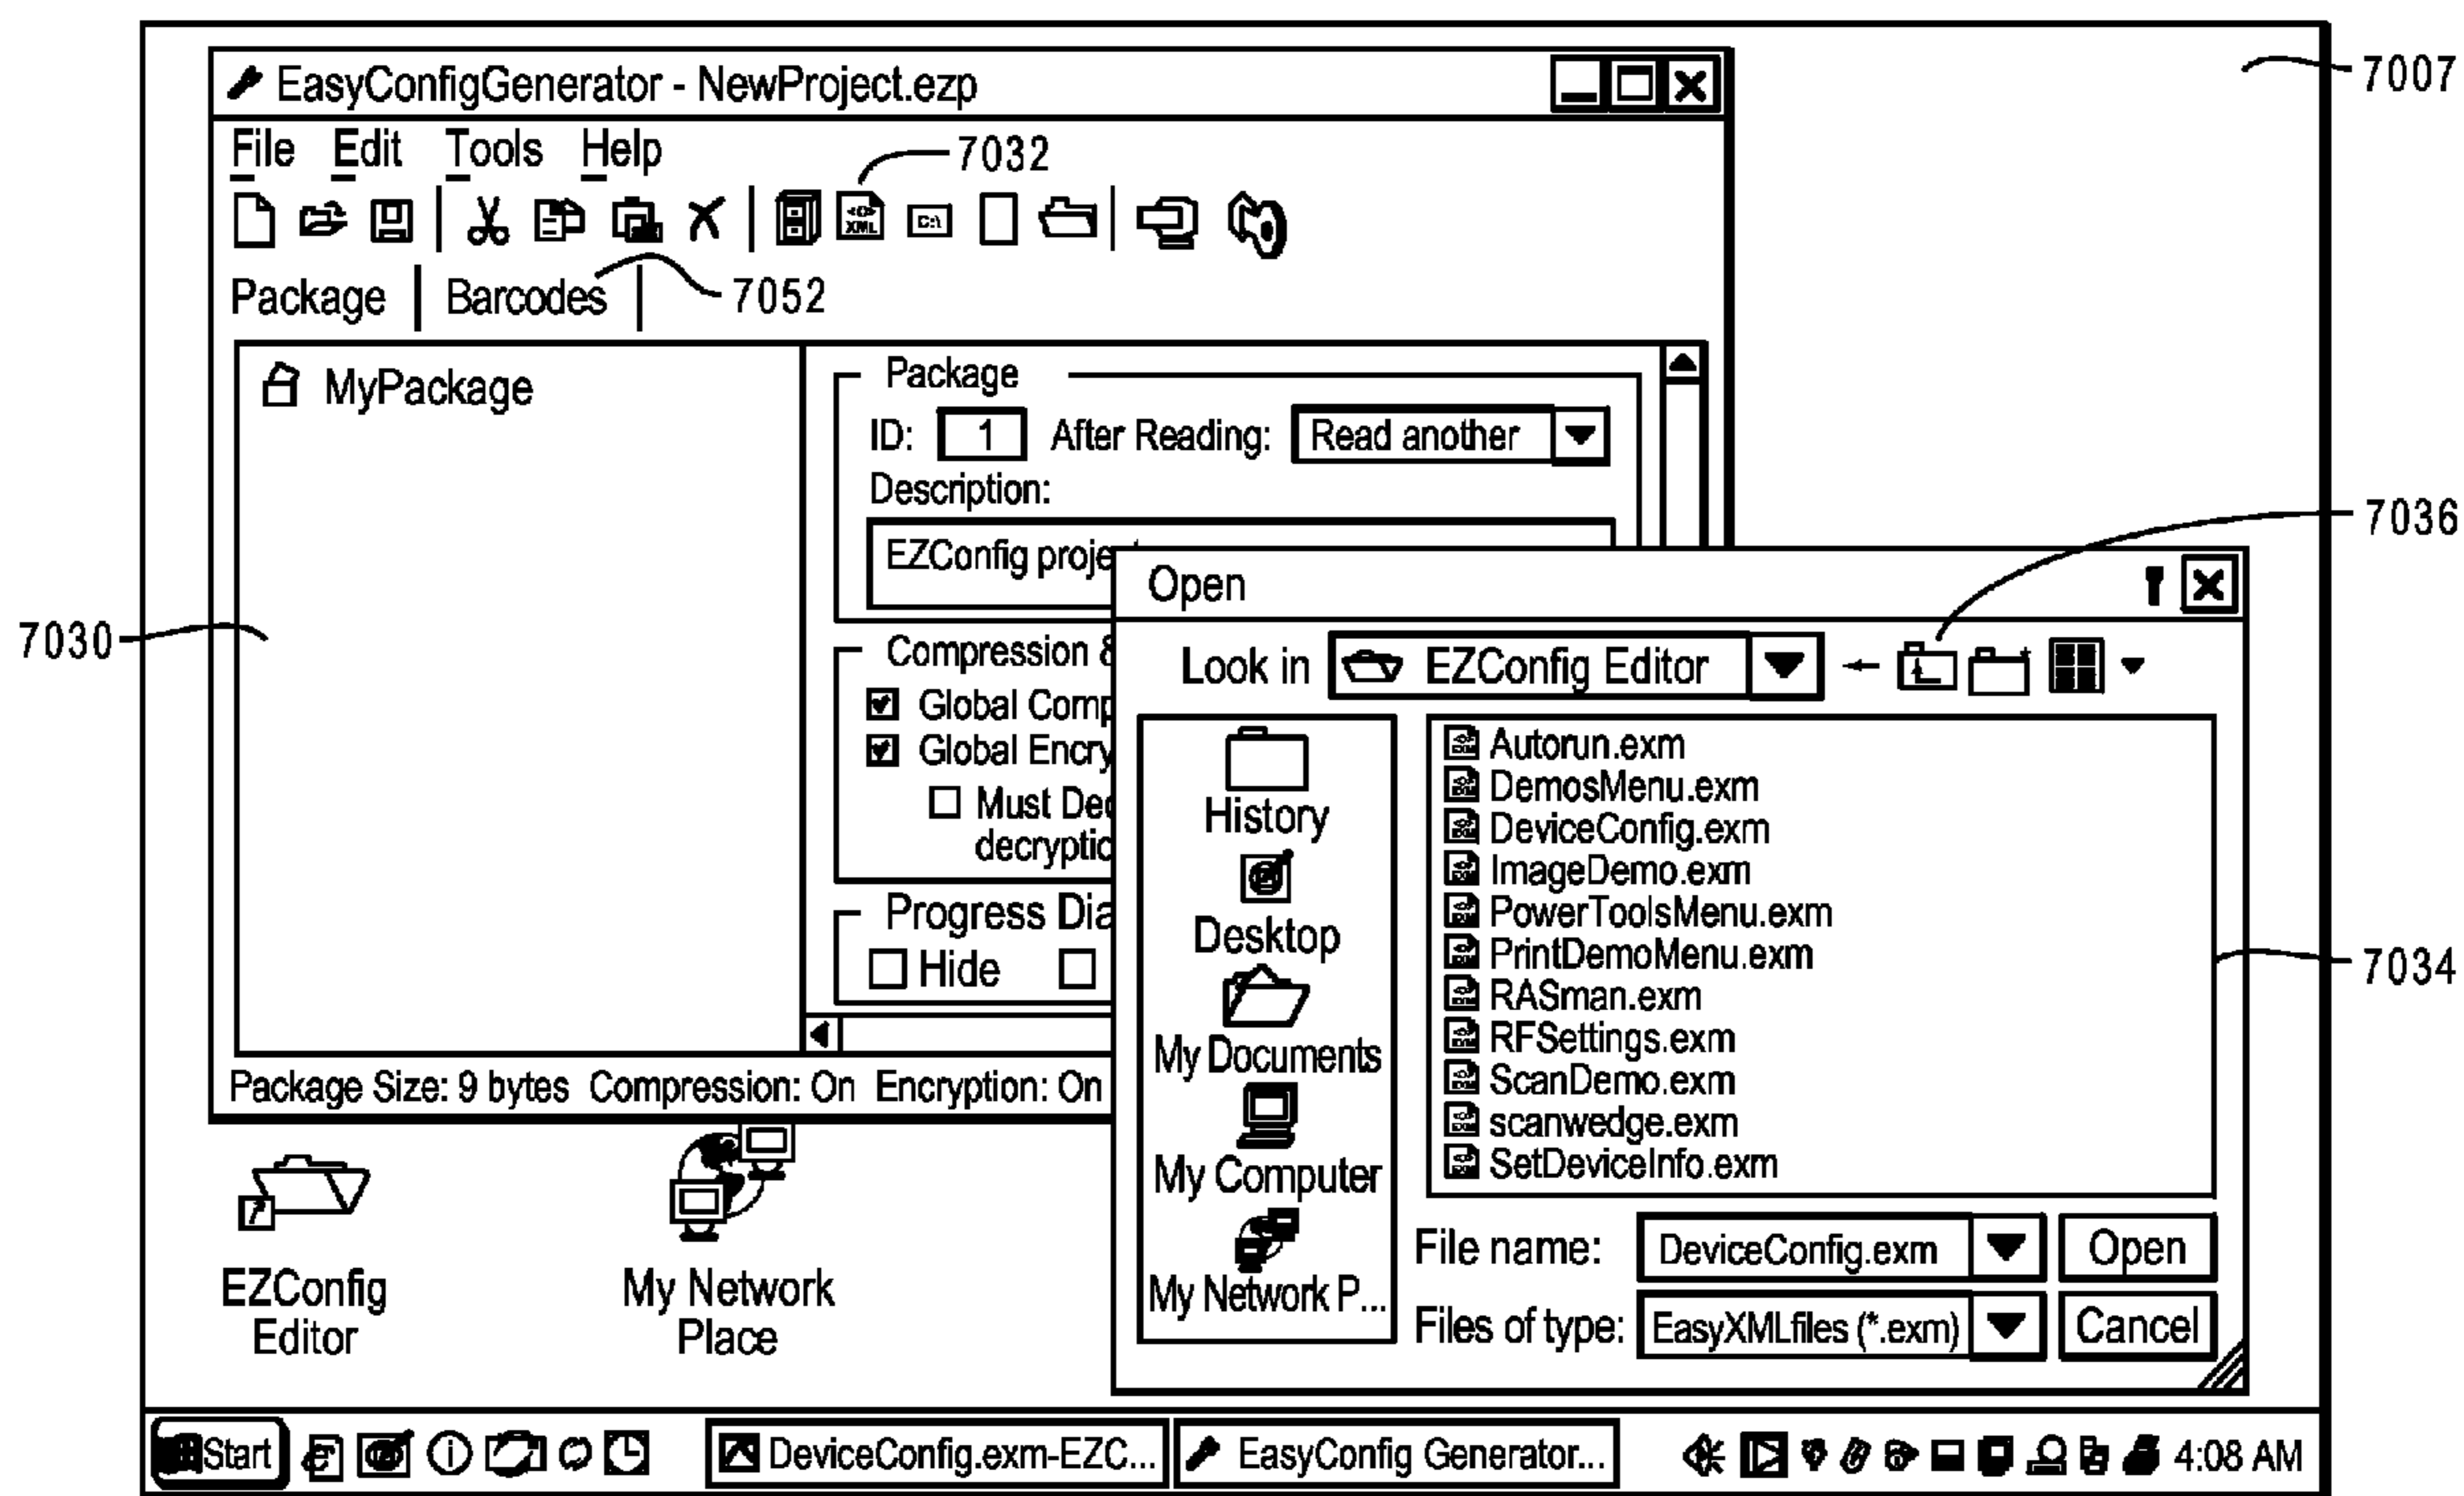 7007
EasyConfigGenerator - NewProject.ezp
File Edit Tools Help
7032
XML C:\
Package Barcodes 7052
MyPackage
Package
ID: 1 After Reading: Read another
Description:
EZConfig project
7036
Open
7030
Compression &
Look in EZConfig Editor
Global Comp
Global Encry
Must Dec
decryptic
Progress Dia
Hide
History
Desktop
My Documents
My Computer
My Network P...
Autorun.exm
DemosMenu.exm
DeviceConfig.exm
ImageDemo.exm
PowerToolsMenu.exm
PrintDemoMenu.exm
RASman.exm
RFSettings.exm
ScanDemo.exm
scanwedge.exm
SetDeviceInfo.exm
7034
Package Size: 9 bytes Compression: On Encryption: On
File name: DeviceConfig.exm Open
Files of type: EasyXMLfiles (*.exm) Cancel
EZConfig
Editor
My Network
Place
Start DeviceConfig.exm-EZC... EasyConfig Generator... 4:08 AM